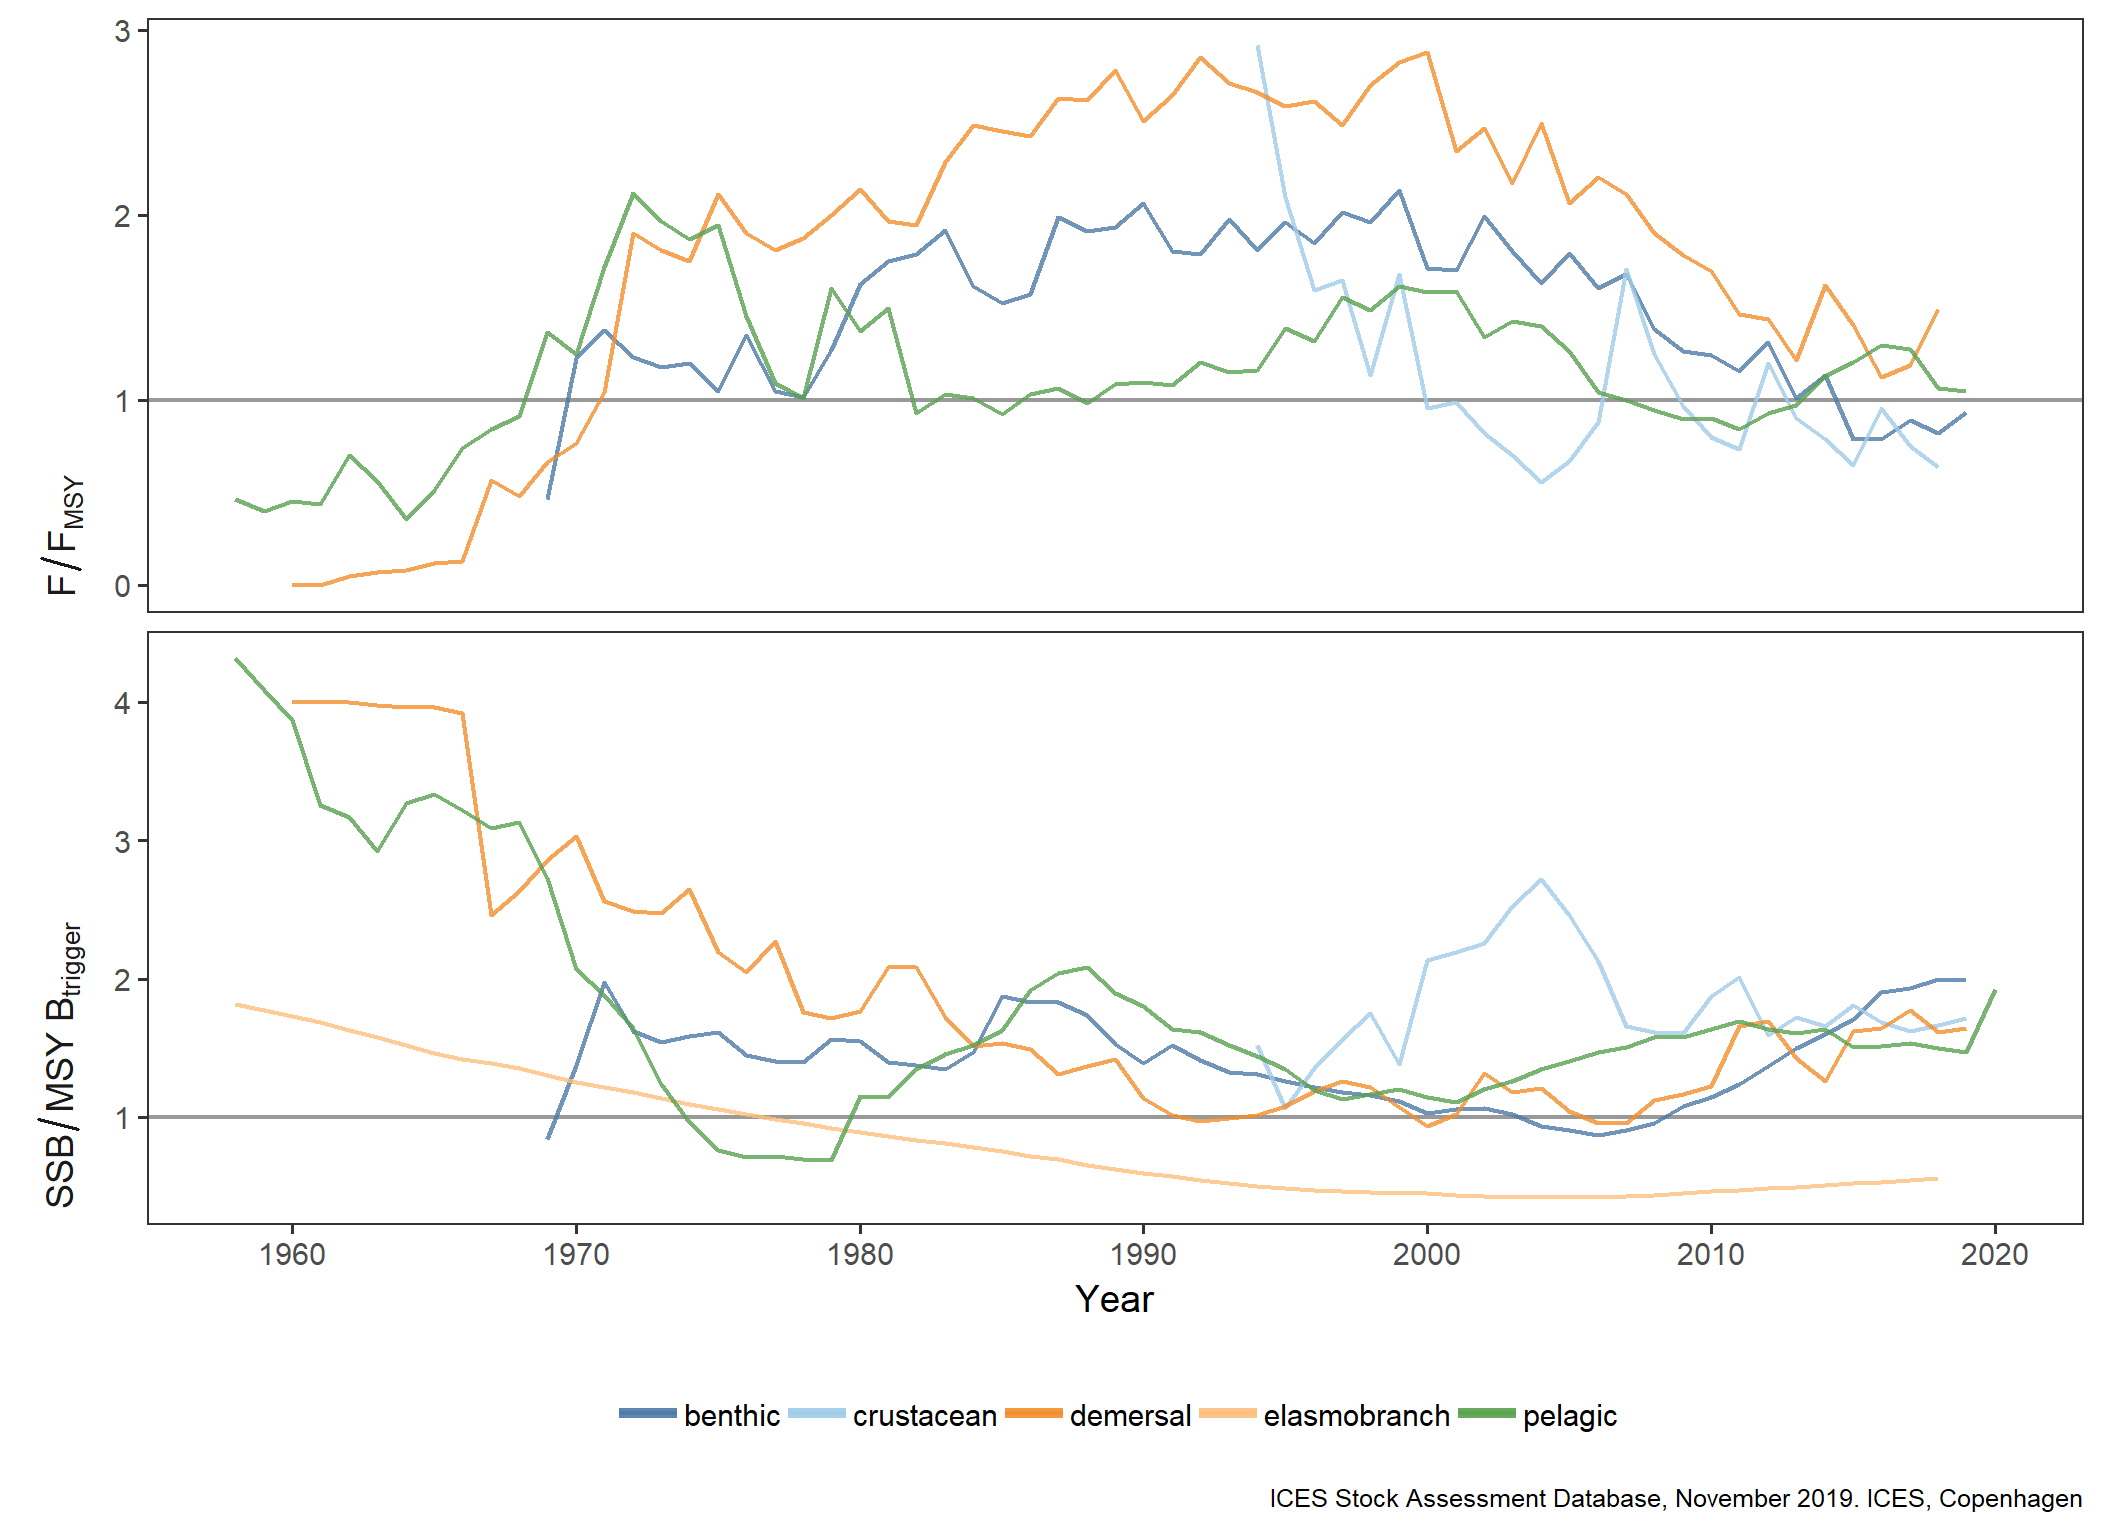 3
2
1
0
F / FMSY
4
3
2
1
SSB / MSY Btrigger
1960 1970 1980 1990 2000 2010 2020
Year
benthic crustacean demersal elasmobranch pelagic
ICES Stock Assessment Database, November 2019. ICES, Copenhagen